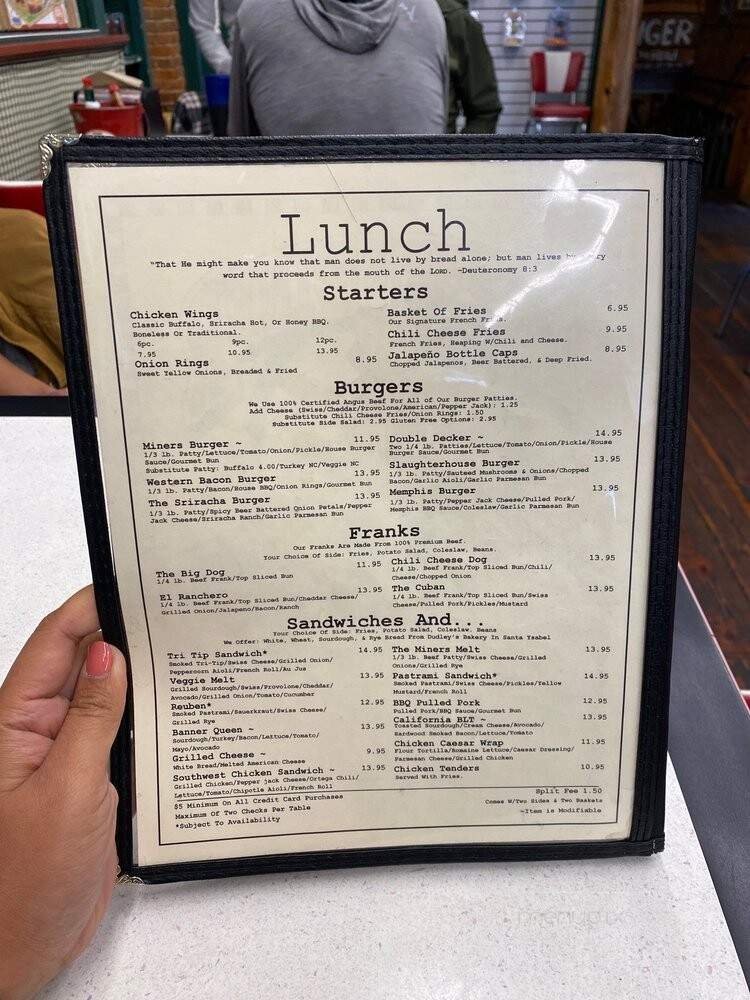 Lunch
"That He might make you know that man does not live by bread alone; but man lives by
word that proceeds from the mouth of the LORD. ~Deuteronomy 8:3
Starters
Chicken Wings
Classic Buffalo, Sriracha Hot, Or Honey BBQ.
Boneless Or Traditional.
6pc. 9pc. 12pc.
7.95 10.95 13.95
Onion Rings 8.95
Sweet Yellow Onions, Breaded & Fried
Basket Of Fries 6.95
Our Signature French Fries.
Chili Cheese Fries 9.95
French Fries, Heaping W/Chili and Cheese.
Jalapeño Bottle Caps 8.95
Chopped Jalapenos, Beer Battered, & Deep Fried.
Burgers
We Use 100% Certified Angus Beef For All of Our Burger Patties.
Add Cheese (Swiss/Cheddar/Provolone/American/Pepper Jack): 1.25
Substitute Chili Cheese Fries/Onion Rings: 1.50
Substitute Side Salad: 2.95 Gluten Free Options: 2.95
Miners Burger ~ 11.95
1/3 lb. Patty/Lettuce/Tomato/Onion/Pickle/House Burger
Sauce/Gourmet Bun
Substitute Patty: Buffalo 4.00/Turkey NC/Veggie NC
Western Bacon Burger 13.95
1/3 lb. Patty/Bacon/House BBQ/Onion Rings/Gourmet Bun
The Sriracha Burger 13.95
1/3 lb. Patty/Spicy Beer Battered Onion Petals/Pepper
Jack Cheese/Sriracha Ranch/Garlic Parmesan Bun
Double Decker ~ 14.95
Two 1/4 lb. Patties/Lettuce/Tomato/Onion/Pickle/House
Burger Sauce/Gourmet Bun
Slaughterhouse Burger 13.95
1/3 lb. Patty/Sauteed Mushrooms & Onions/Chopped
Bacon/Garlic Aioli/Garlic Parmesan Bun
Memphis Burger 13.95
1/3 lb. Patty/Pepper Jack Cheese/Pulled Pork/
Memphis BBQ Sauce/Coleslaw/Garlic Parmesan Bun
Franks
Our Franks Are Made From 100% Premium Beef.
Your Choice Of Side: Fries, Potato Salad, Coleslaw, Beans.
The Big Dog 11.95
1/4 lb. Beef Frank/Top Sliced Bun
El Ranchero 13.95
1/4 lb. Beef Frank/Top Sliced Bun/Cheddar Cheese/
Grilled Onion/Jalapeno/Bacon/Ranch
Chili Cheese Dog 13.95
1/4 lb. Beef Frank/Top Sliced Bun/Chili/
Cheese/Chopped Onion
The Cuban 13.95
1/4 lb. Beef Frank/Top Sliced Bun/Swiss
Cheese/Pulled Pork/Pickles/Mustard
Sandwiches And...
Your Choice Of Side: Fries, Potato Salad, Coleslaw, Beans
We Offer: White, Wheat, Sourdough, & Rye Bread From Dudley's Bakery In Santa Ysabel
Tri Tip Sandwich* 14.95
Smoked Tri-Tip/Swiss Cheese/Grilled Onion/
Peppercorn Aioli/French Roll/Au Jus
Veggie Melt 13.95
Grilled Sourdough/Swiss/Provolone/Cheddar/
Avocado/Grilled Onion/Tomato/Cucumber
Reuben* 12.95
Smoked Pastrami/Sauerkraut/Swiss Cheese/
Grilled Rye
Banner Queen ~ 13.95
Sourdough/Turkey/Bacon/Lettuce/Tomato/
Mayo/Avocado
Grilled Cheese ~ 9.95
White Bread/Melted American Cheese
Southwest Chicken Sandwich ~ 13.95
Grilled Chicken/Pepper jack Cheese/Ortega Chili/
Lettuce/Tomato/Chipotle Aioli/French Roll
The Miners Melt 13.95
1/3 lb. Beef Patty/Swiss Cheese/Grilled
Onions/Grilled Rye
Pastrami Sandwich* 14.95
Smoked Pastrami/Swiss Cheese/Pickles/Yellow
Mustard/French Roll
BBQ Pulled Pork 12.95
Pulled Pork/BBQ Sauce/Gourmet Bun
California BLT ~ 13.95
Toasted Sourdough/Cream Cheese/Avocado/
Hardwood Smoked Bacon/Lettuce/Tomato
Chicken Caesar Wrap 11.95
Flour Tortilla/Romaine Lettuce/Caesar Dressing/
Parmesan Cheese/Grilled Chicken
Chicken Tenders 10.95
Served With Fries.
$5 Minimum On All Credit Card Purchases
Maximum Of Two Checks Per Table
*Subject To Availability
Split Fee 1.50
Comes W/Two Sides & Two Baskets
~Item is Modifiable